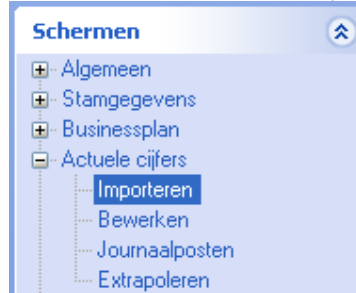 Schermen
Algemeen
Stamgegevens
Businessplan
Actuele cijfers
Importeren
Bewerken
Journaalposten
Extrapoleren